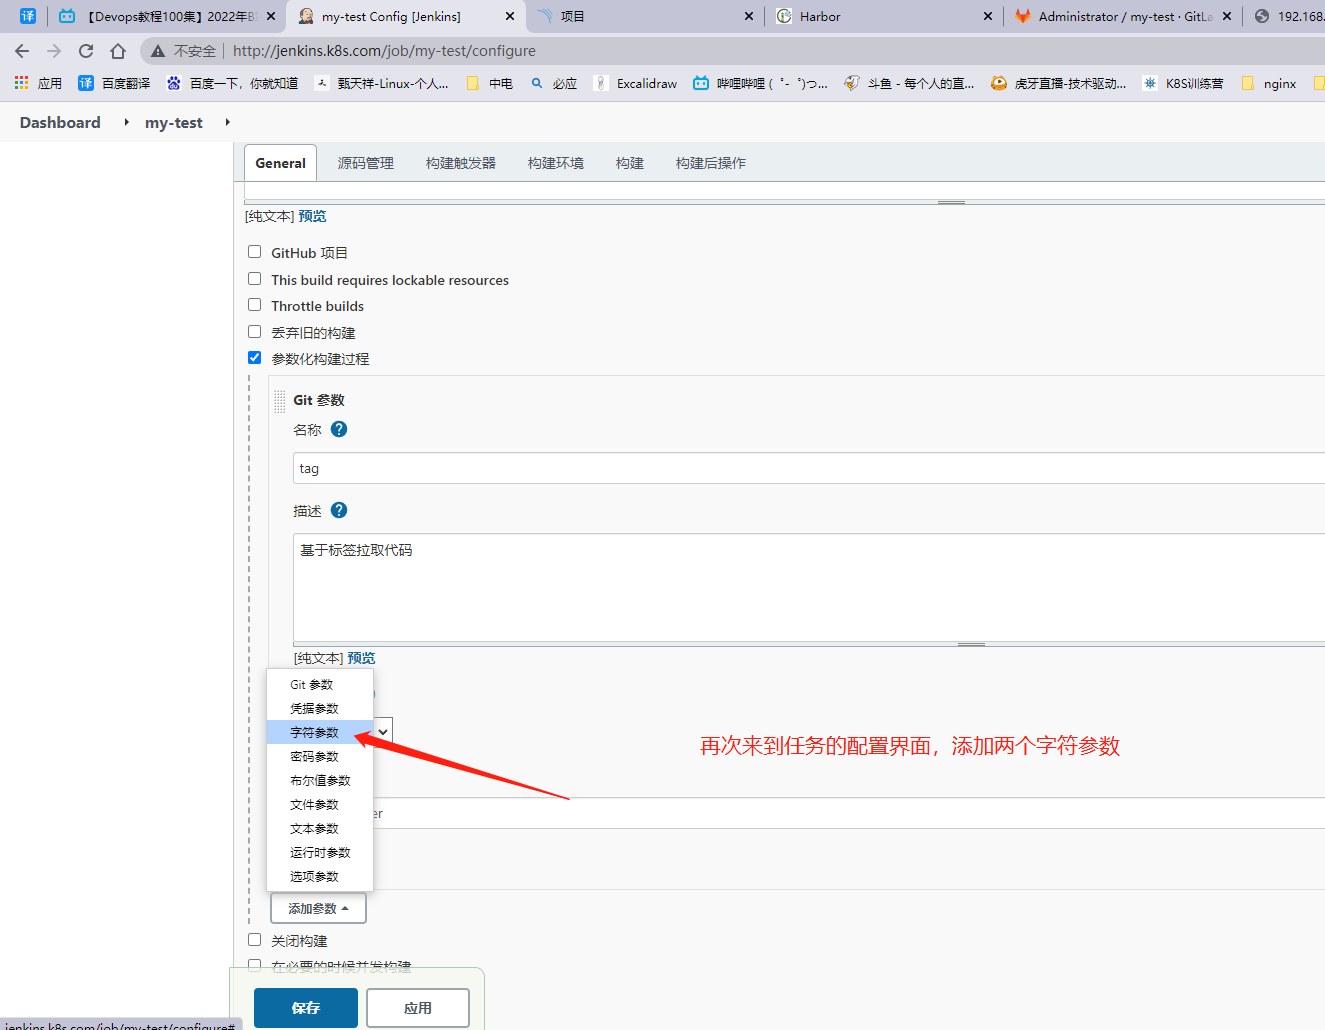 译
【Devops教程100集】2022年B
my-test Config [Jenkins]
项目
Harbor
Administrator / my-test · GitLa
192.168.
不安全
http://jenkins.k8s.com/job/my-test/configure
应用
译
百度翻译
百度一下，你就知道
甄天祥-Linux-个人...
中电
必应
Excalidraw
哔哩哔哩 ( ゜- ゜)つ...
斗鱼 - 每个人的直...
虎牙直播-技术驱动...
K8S训练营
nginx
Dashboard
my-test
General
源码管理
构建触发器
构建环境
构建
构建后操作
[纯文本] 预览
GitHub 项目
This build requires lockable resources
Throttle builds
丢弃旧的构建
参数化构建过程
Git 参数
名称
tag
描述
基于标签拉取代码
[纯文本] 预览
Git 参数
凭据参数
字符参数
密码参数
布尔值参数
文件参数
文本参数
运行时参数
选项参数
再次来到任务的配置界面，添加两个字符参数
er
添加参数
关闭构建
在必要的时候并发构建
保存
应用
jenkins.k8s.com/job/my-test/configure#